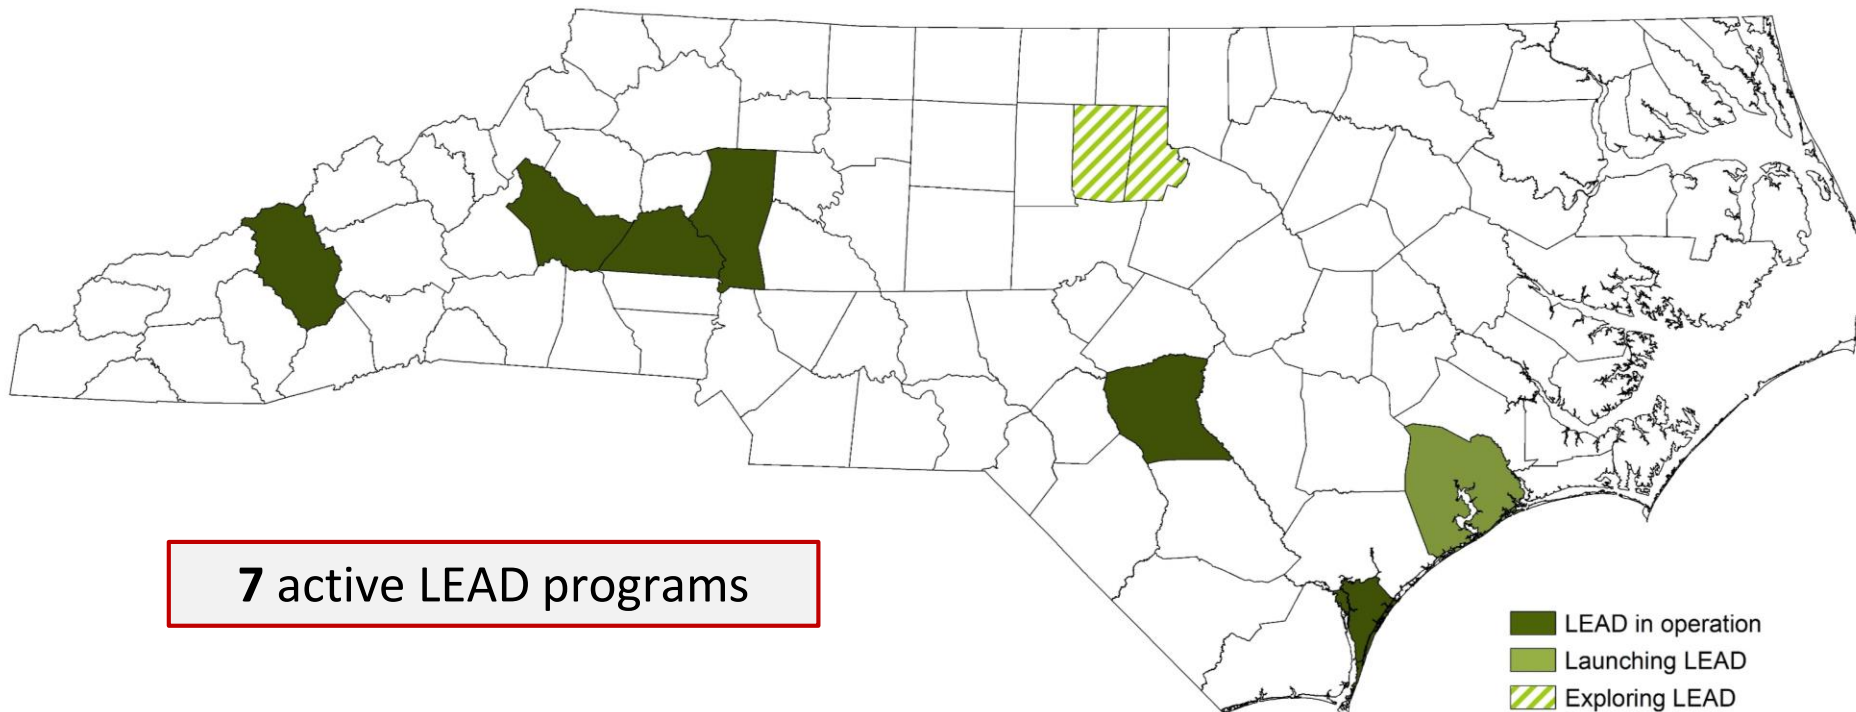 7 active LEAD programs
LEAD in operation
Launching LEAD
Exploring LEAD